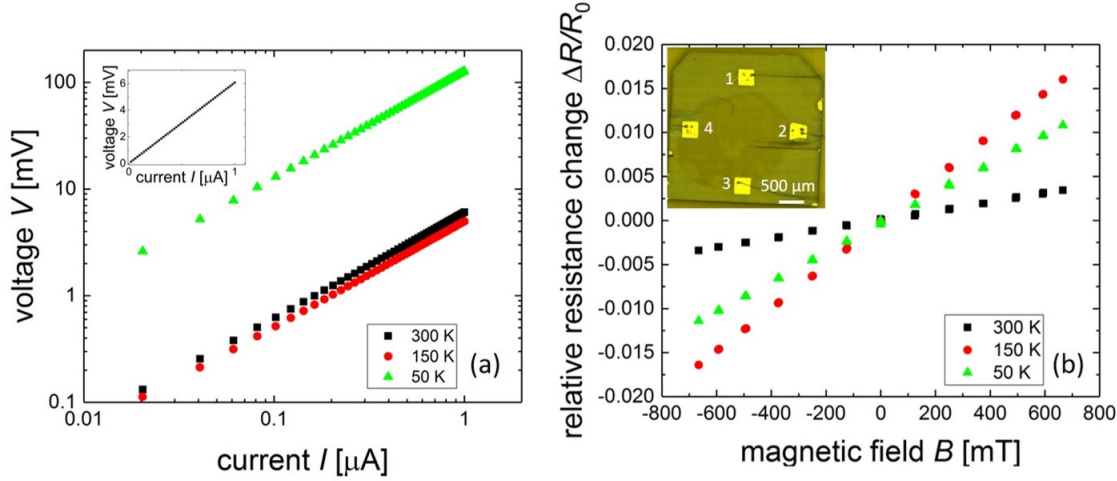 voltage V [mV]
100
10
1
0.1
0.01
0.1
1
current I [μA]
voltage V [mV]
6
4
2
0
0
1
current I [μA]
300 K
150 K
50 K
(a)
relative resistance change ΔR/R0
0.020
0.015
0.010
0.005
0.000
-0.005
-0.010
-0.015
-0.020
-800 -600 -400 -200 0 200 400 600 800
magnetic field B [mT]
1
4
2
3
500 μm
300 K
150 K
50 K
(b)